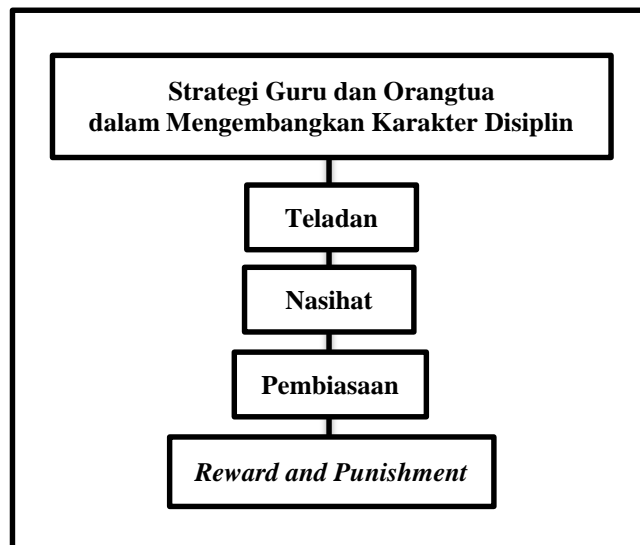 Strategi Guru dan Orangtua
dalam Mengembangkan Karakter Disiplin
Teladan
Nasihat
Pembiasaan
Reward and Punishment